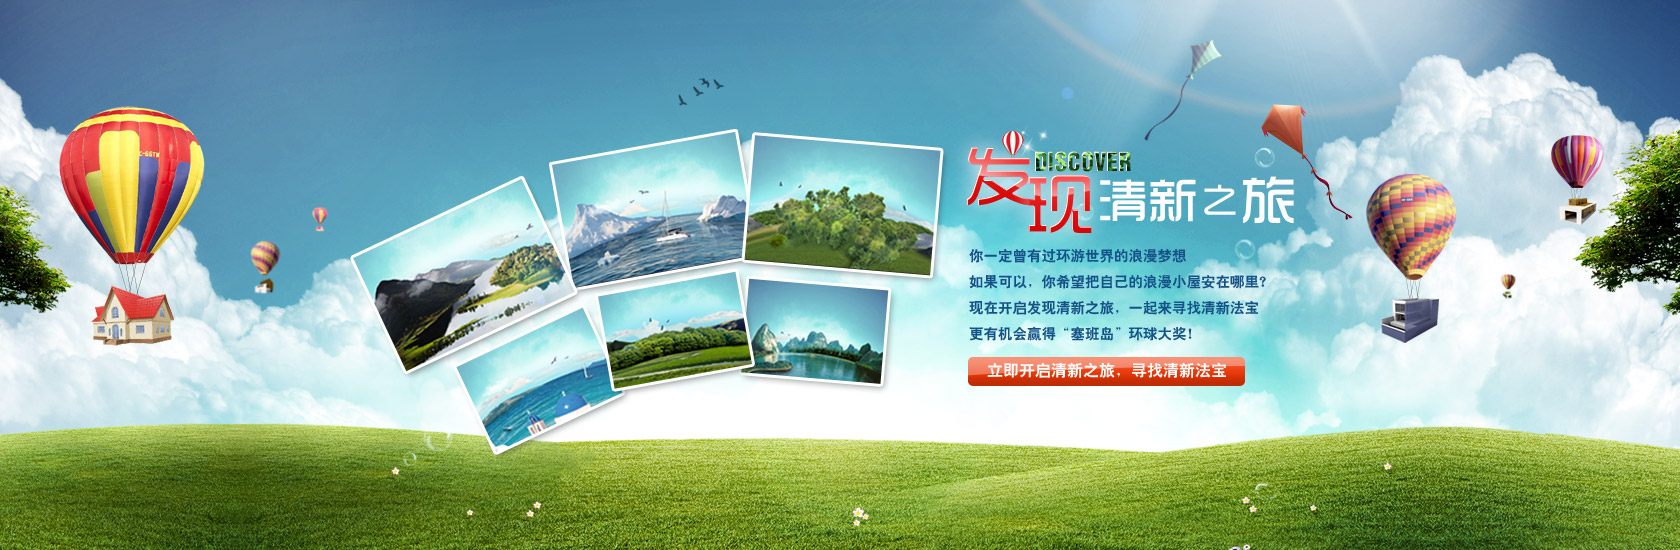 发现 DISCOVER 清新之旅
你一定曾有过环游世界的浪漫梦想
如果可以，你希望把自己的浪漫小屋安在哪里？
现在开启发现清新之旅，一起来寻找清新法宝
更有机会赢得“塞班岛”环球大奖！
立即开启清新之旅，寻找清新法宝